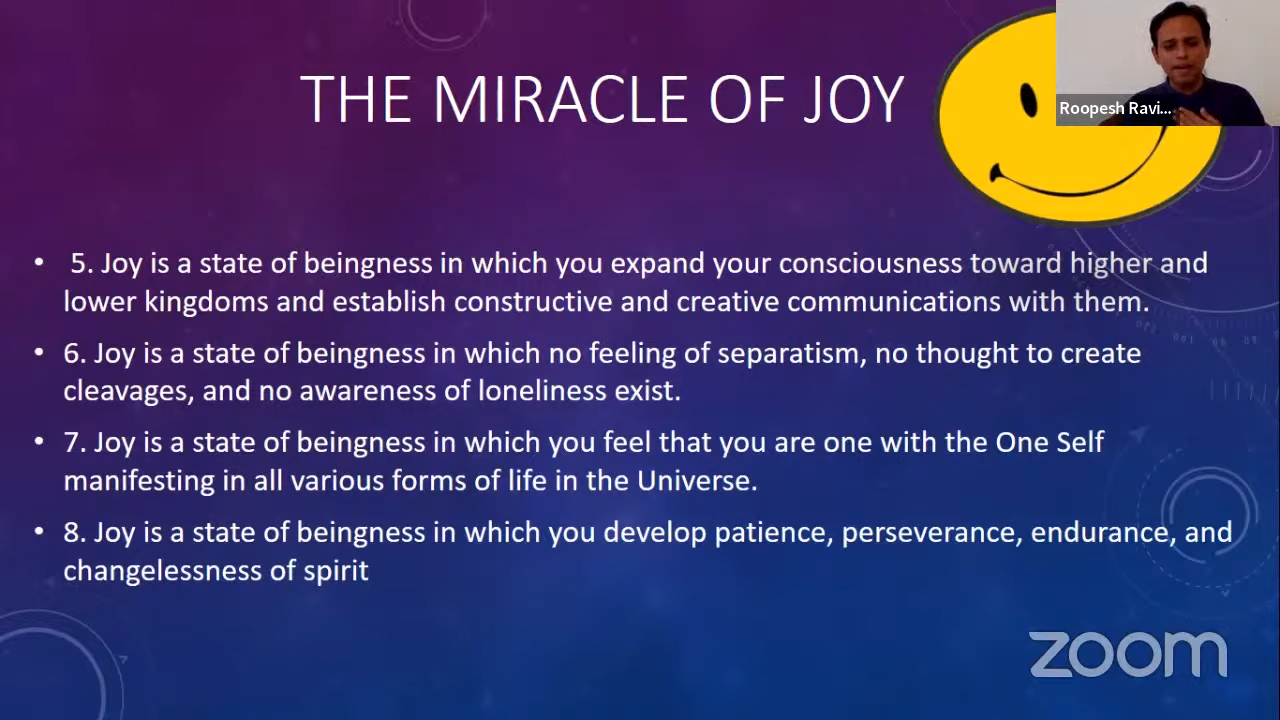 THE MIRACLE OF JOY
Roopesh Ravi...
• 5. Joy is a state of beingness in which you expand your consciousness toward higher and
lower kingdoms and establish constructive and creative communications with them.
• 6. Joy is a state of beingness in which no feeling of separatism, no thought to create
cleavages, and no awareness of loneliness exist.
• 7. Joy is a state of beingness in which you feel that you are one with the One Self
manifesting in all various forms of life in the Universe.
• 8. Joy is a state of beingness in which you develop patience, perseverance, endurance, and
changelessness of spirit
zoom